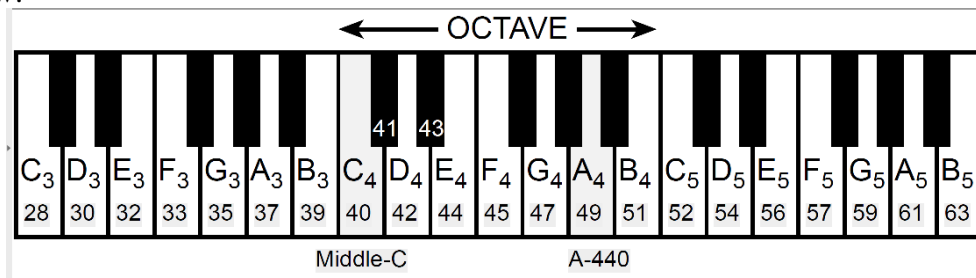 OCTAVE
41 43
C3 D3 E3 F3 G3 A3 B3 C4 D4 E4 F4 G4 A4 B4 C5 D5 E5 F5 G5 A5 B5
28 30 32 33 35 37 39 40 42 44 45 47 49 51 52 54 56 57 59 61 63
Middle-C A-440